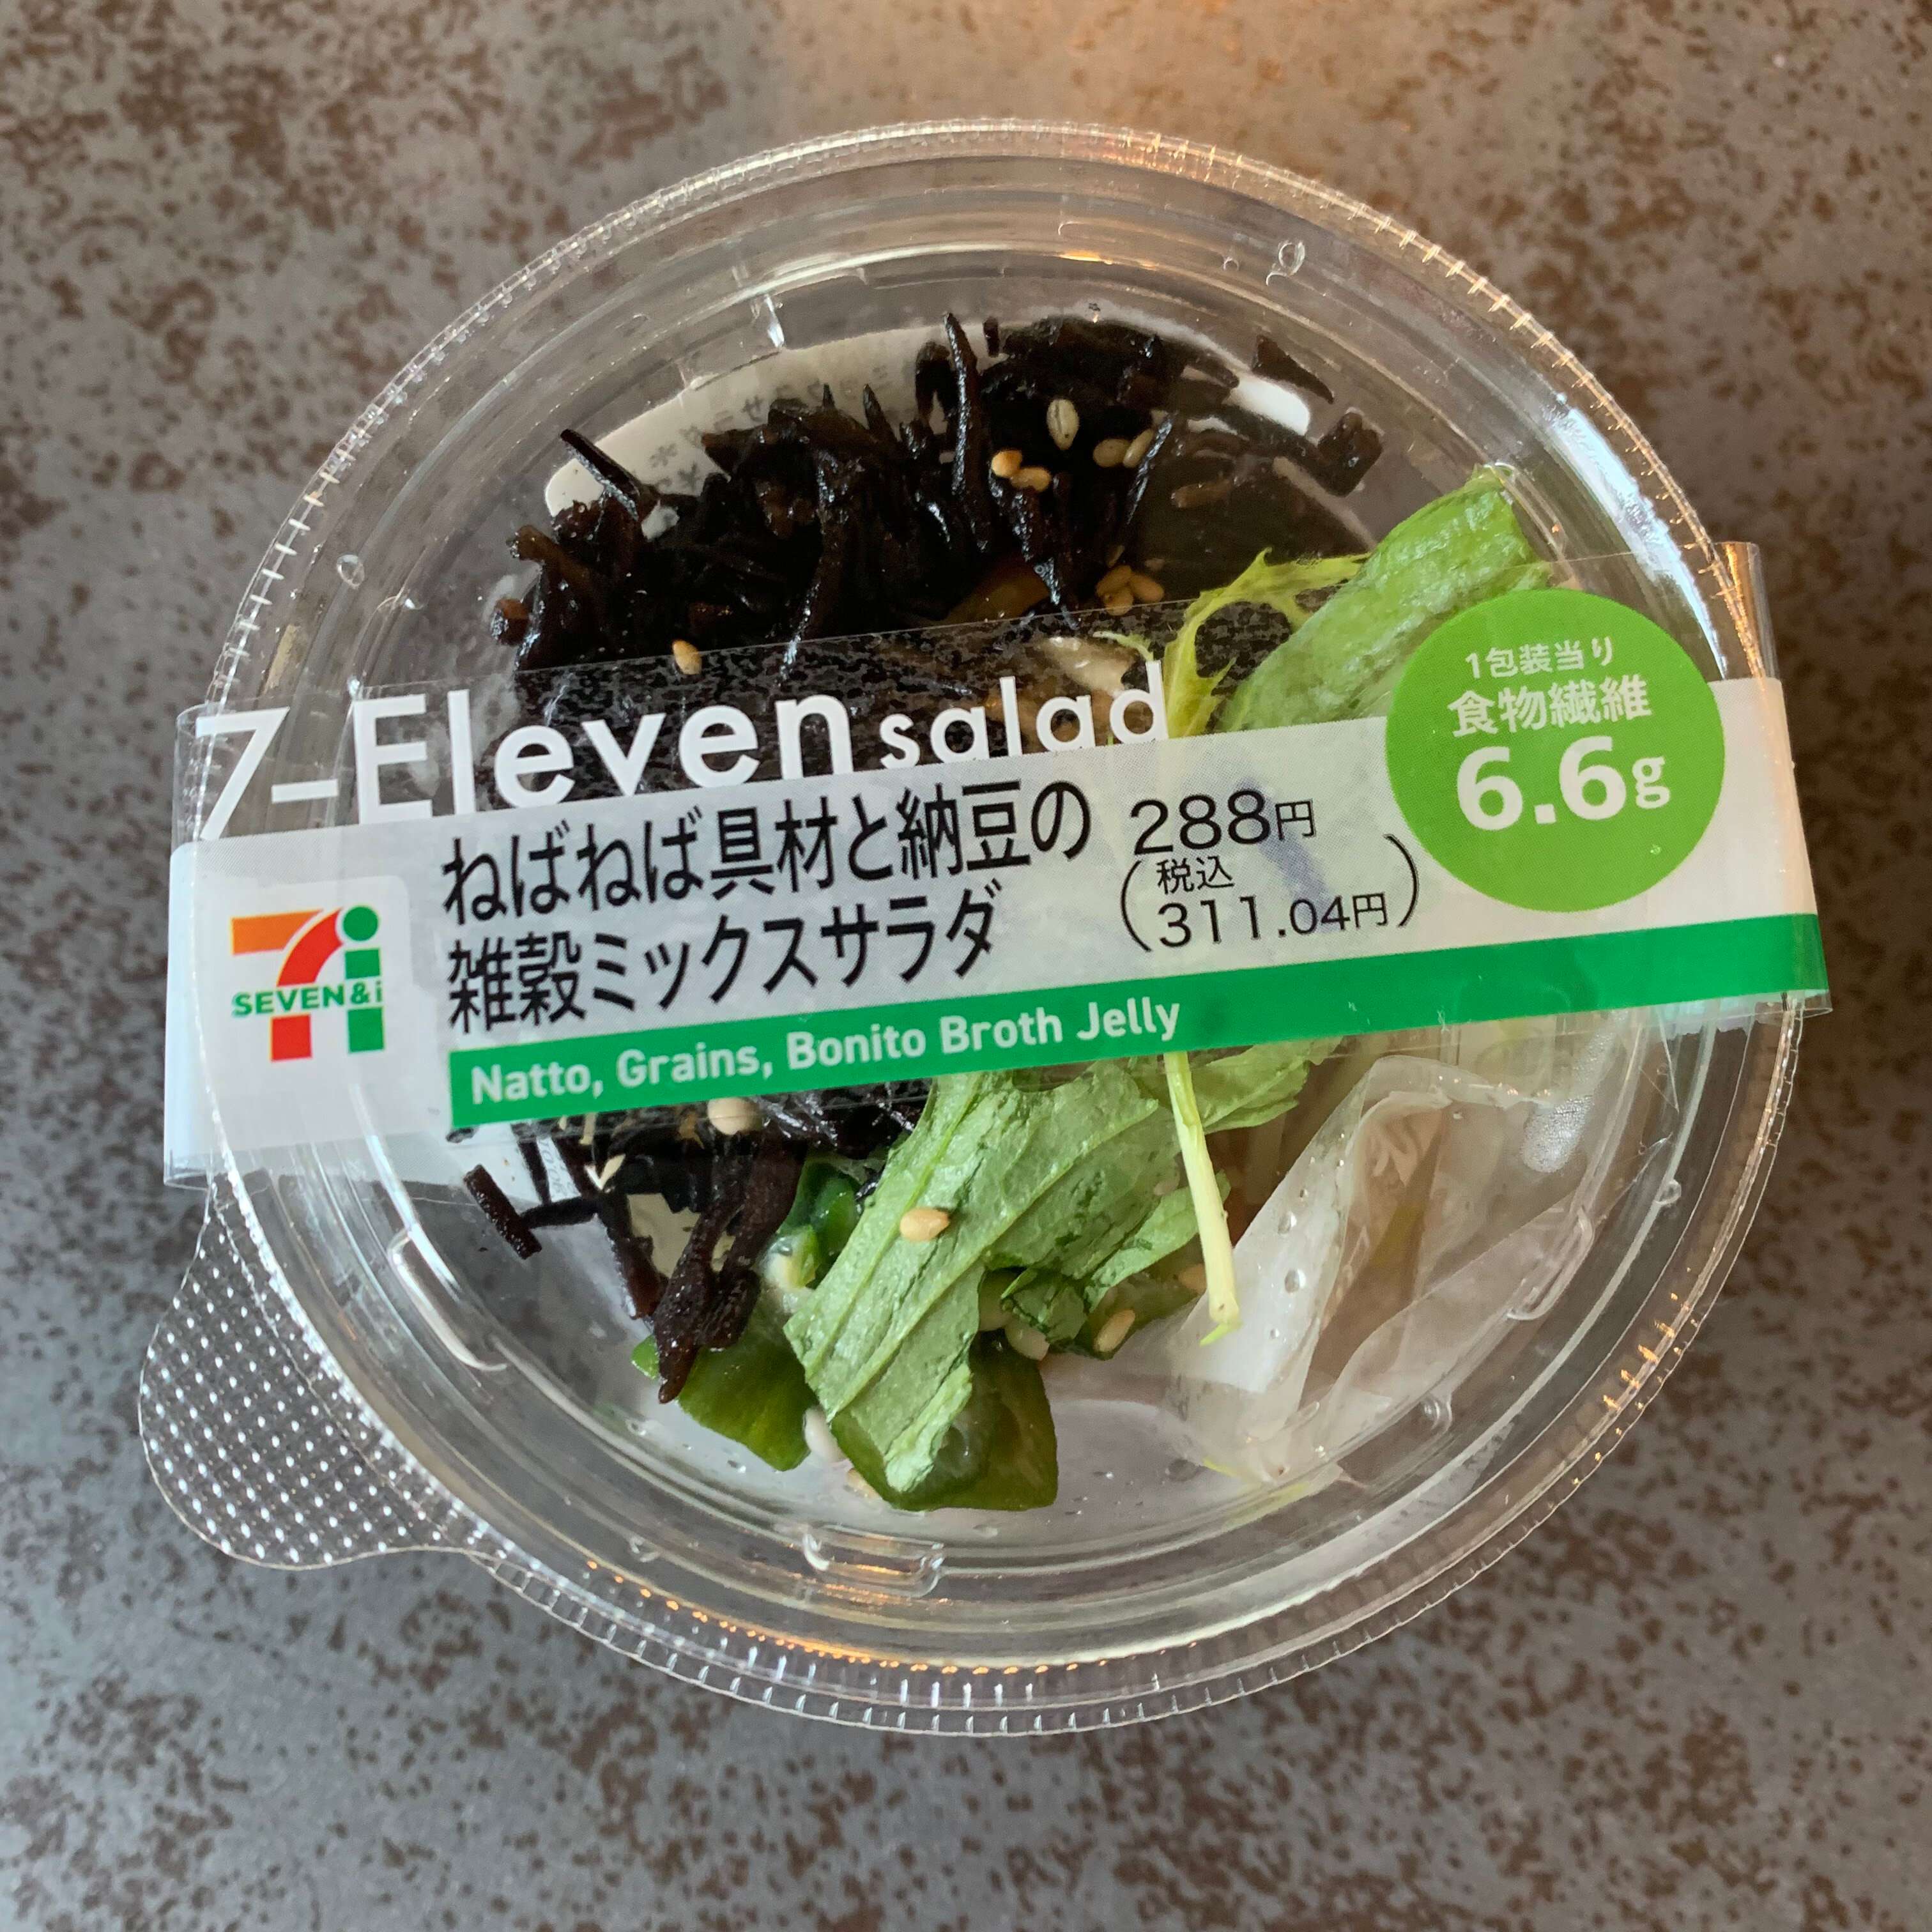 7-Eleven salad
ねばねば具材と納豆の
雑穀ミックスサラダ
288円
(税込
311.04円)
1包装当り
食物繊維
6.6g
SEVEN&i
Natto, Grains, Bonito Broth Jelly